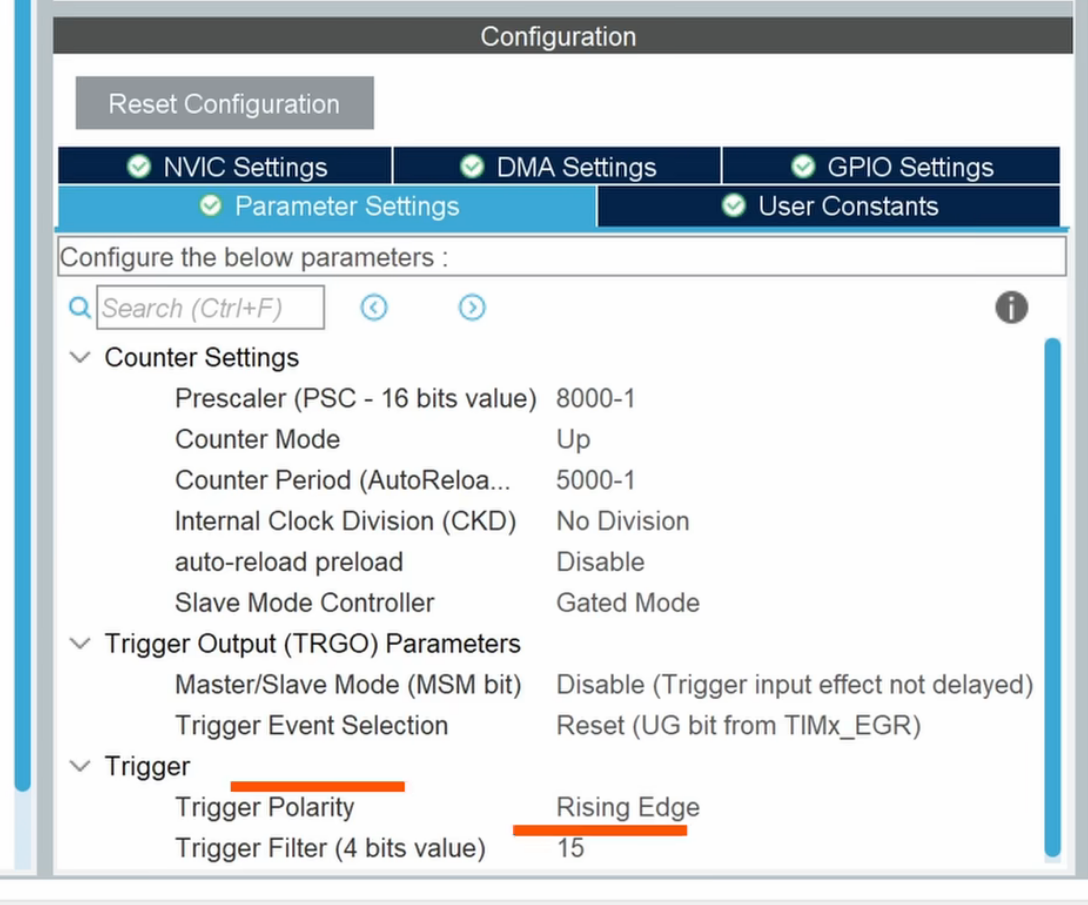 Configuration
Reset Configuration
NVIC Settings DMA Settings GPIO Settings
Parameter Settings User Constants
Configure the below parameters :
Search (Ctrl+F)
Counter Settings
Prescaler (PSC - 16 bits value) 8000-1
Counter Mode Up
Counter Period (AutoReloa... 5000-1
Internal Clock Division (CKD) No Division
auto-reload preload Disable
Slave Mode Controller Gated Mode
Trigger Output (TRGO) Parameters
Master/Slave Mode (MSM bit) Disable (Trigger input effect not delayed)
Trigger Event Selection Reset (UG bit from TIMx_EGR)
Trigger
Trigger Polarity Rising Edge
Trigger Filter (4 bits value) 15